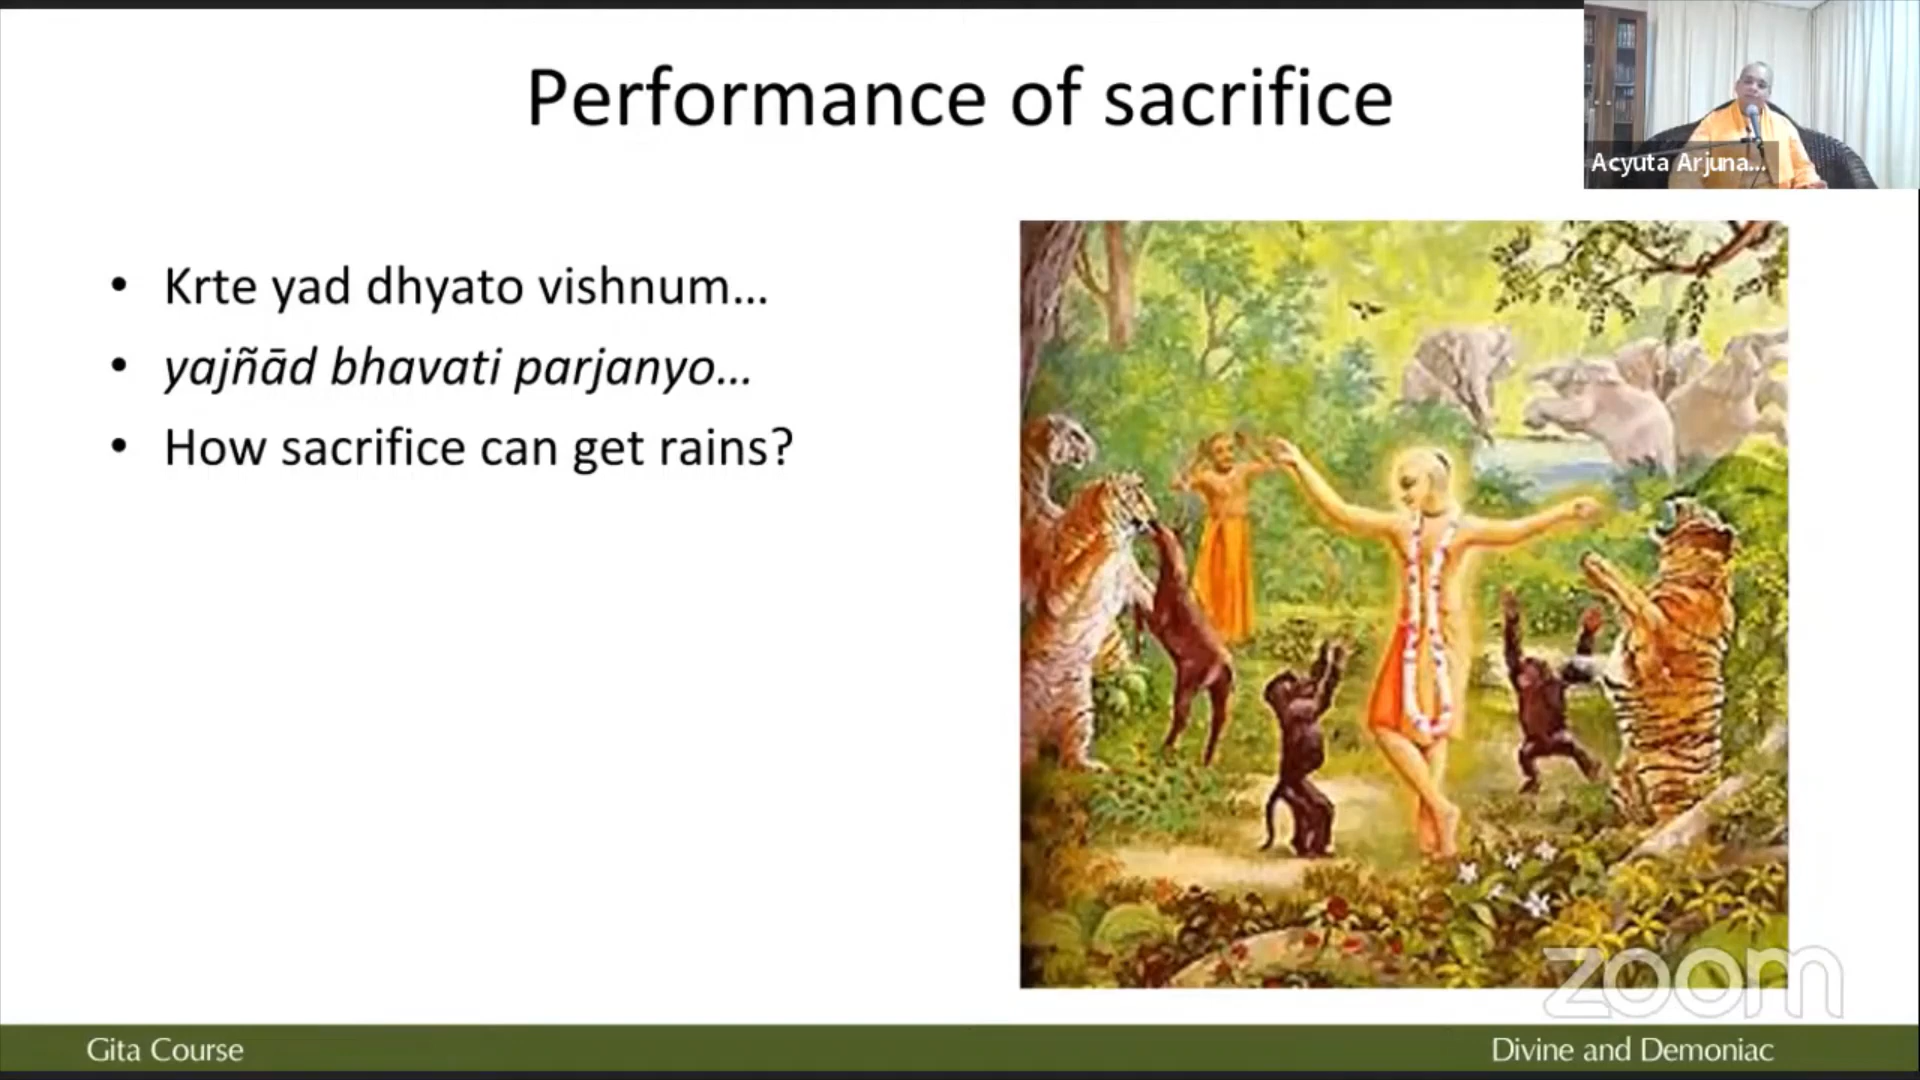 Performance of sacrifice
Acyuta Arjuna...
• Krte yad dhyato vishnum...
• yajñād bhavati parjanyo...
• How sacrifice can get rains?
zoom
Gita Course
Divine and Demoniac